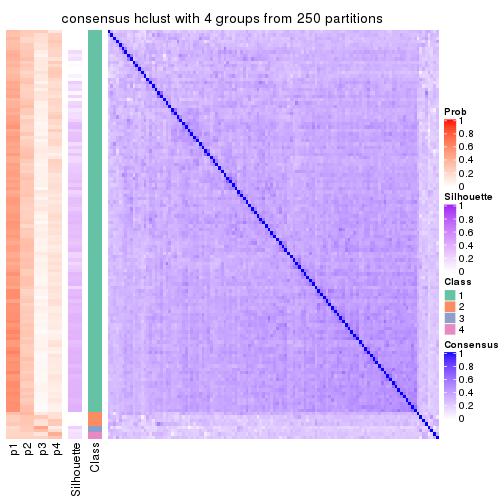 consensus hclust with 4 groups from 250 partitions
Prob
1
0.8
0.6
0.4
0.2
0
Silhouette
1
0.8
0.6
0.4
0.2
0
Class
1
2
3
4
Consensus
1
0.8
0.6
0.4
0.2
0
p1
p2
p3
p4
Silhouette
Class